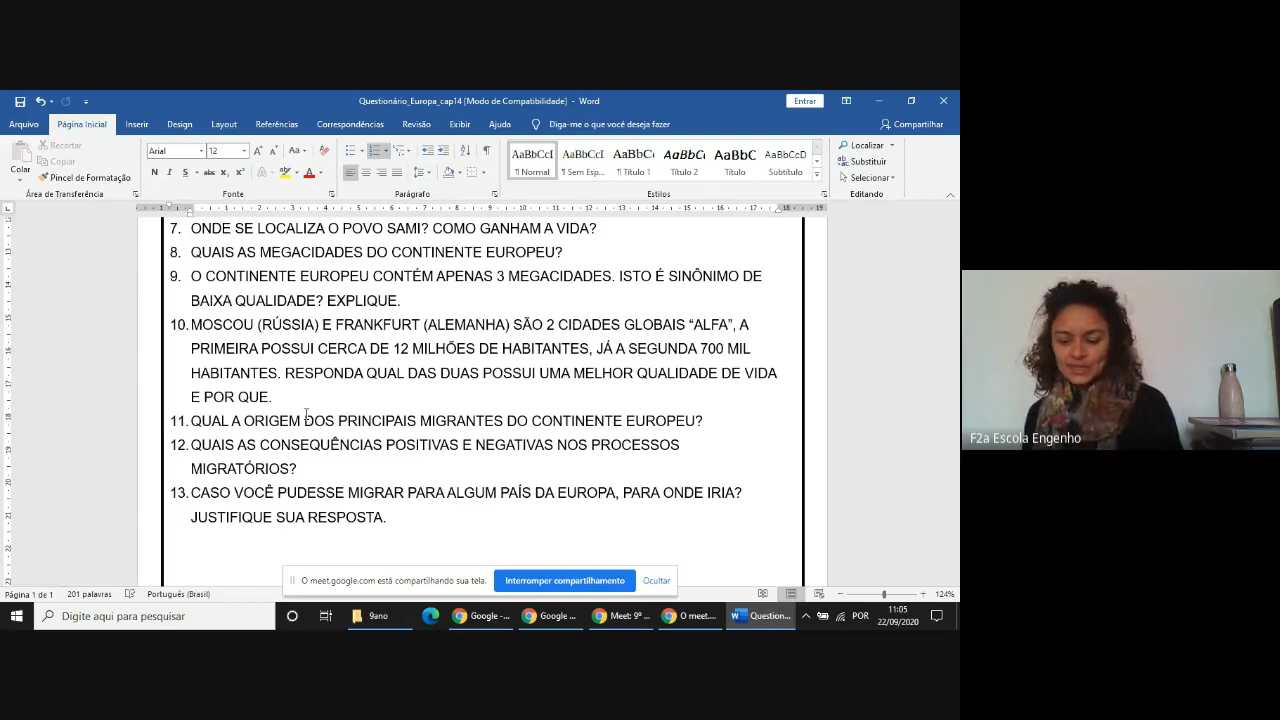 Questionário_Europa_cap14 [Modo de Compatibilidade] - Word
Entrar
Arquivo Página Inicial Inserir Design Layout Referências Correspondências Revisão Exibir Ajuda Diga-me o que você deseja fazer Compartilhar
Colar
Recortar
Copiar
Pincel de Formatação
Arial 12
N I S
AaBbCcI AaBbCcI AaBbCc AaBbCc AaBbC AaBbCcD
¶ Normal ¶ Sem Esp... ¶ Título 1 Título 2 Título Subtítulo
Localizar
Substituir
Selecionar
Área de Transferência Fonte Parágrafo Estilos Editando
7. ONDE SE LOCALIZA O POVO SAMI? COMO GANHAM A VIDA?
8. QUAIS AS MEGACIDADES DO CONTINENTE EUROPEU?
9. O CONTINENTE EUROPEU CONTÉM APENAS 3 MEGACIDADES. ISTO É SINÔNIMO DE
BAIXA QUALIDADE? EXPLIQUE.
10. MOSCOU (RÚSSIA) E FRANKFURT (ALEMANHA) SÃO 2 CIDADES GLOBAIS “ALFA”, A
PRIMEIRA POSSUI CERCA DE 12 MILHÕES DE HABITANTES, JÁ A SEGUNDA 700 MIL
HABITANTES. RESPONDA QUAL DAS DUAS POSSUI UMA MELHOR QUALIDADE DE VIDA
E POR QUE.
11. QUAL A ORIGEM DOS PRINCIPAIS MIGRANTES DO CONTINENTE EUROPEU?
12. QUAIS AS CONSEQUÊNCIAS POSITIVAS E NEGATIVAS NOS PROCESSOS
MIGRATÓRIOS?
13. CASO VOCÊ PUDESSE MIGRAR PARA ALGUM PAÍS DA EUROPA, PARA ONDE IRIA?
JUSTIFIQUE SUA RESPOSTA.
O meet.google.com está compartilhando sua tela. Interromper compartilhamento Ocultar
Página 1 de 1 201 palavras Português (Brasil) 124%
Digite aqui para pesquisar 9ano Google -... Google ... Meet: 9º ... O meet.... Question... POR 11:05
22/09/2020
F2a Escola Engenho